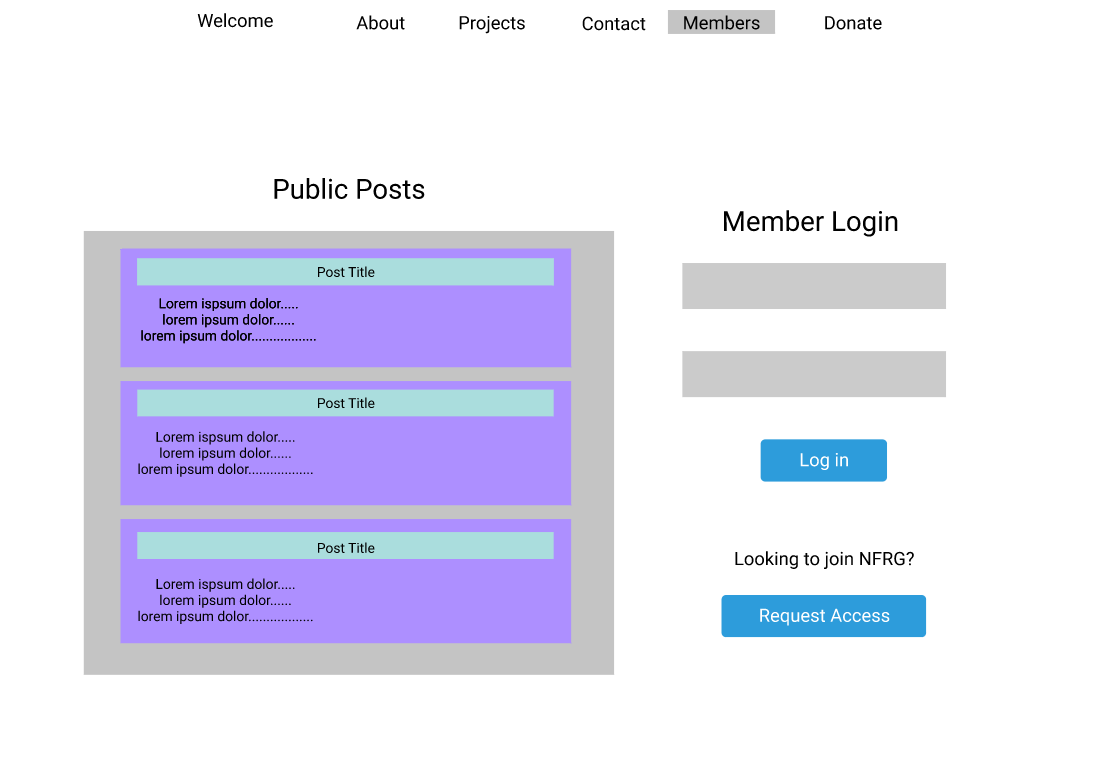 Welcome
About
Projects
Contact
Members
Donate
Public Posts
Post Title
Lorem ispsum dolor.....
lorem ipsum dolor......
lorem ipsum dolor..................
Post Title
Lorem ispsum dolor.....
lorem ipsum dolor......
lorem ipsum dolor..................
Post Title
Lorem ispsum dolor.....
lorem ipsum dolor......
lorem ipsum dolor..................
Member Login
Log in
Looking to join NFRG?
Request Access